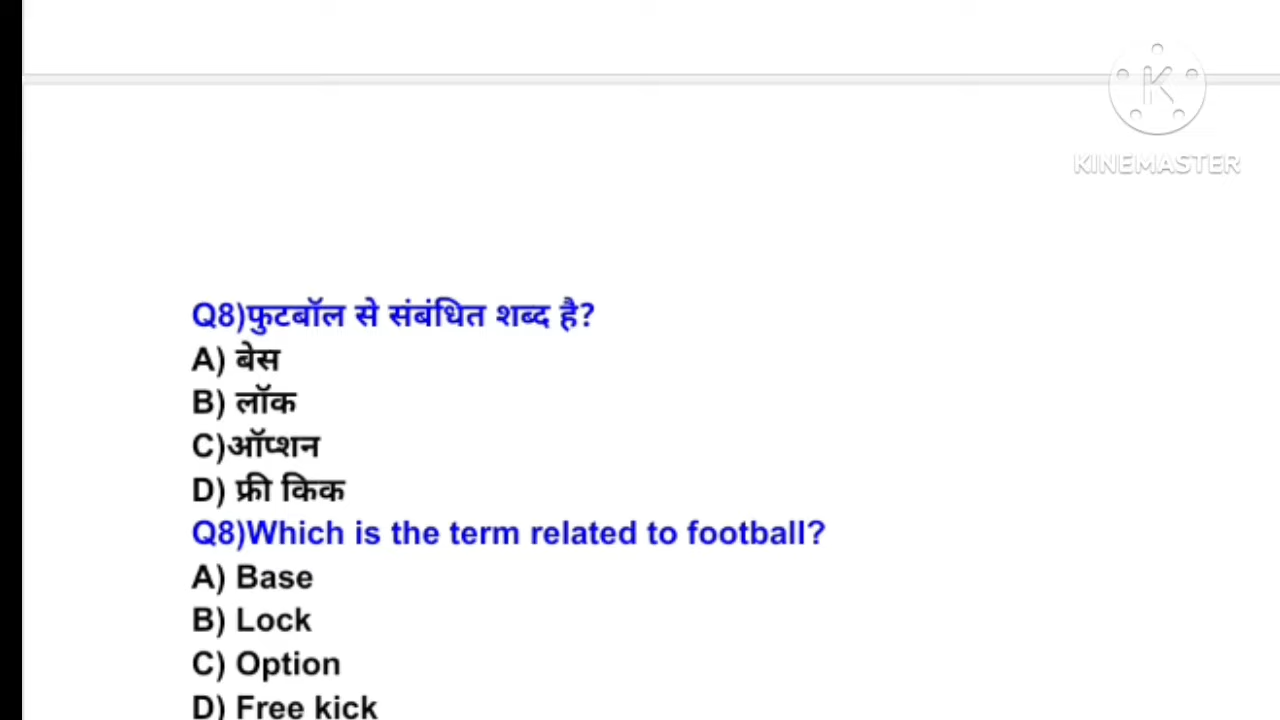 KINEMASTER
Q8)फुटबॉल से संबंधित शब्द है?
A) बेस
B) लॉक
C)ऑप्शन
D) फ्री किक
Q8)Which is the term related to football?
A) Base
B) Lock
C) Option
D) Free kick